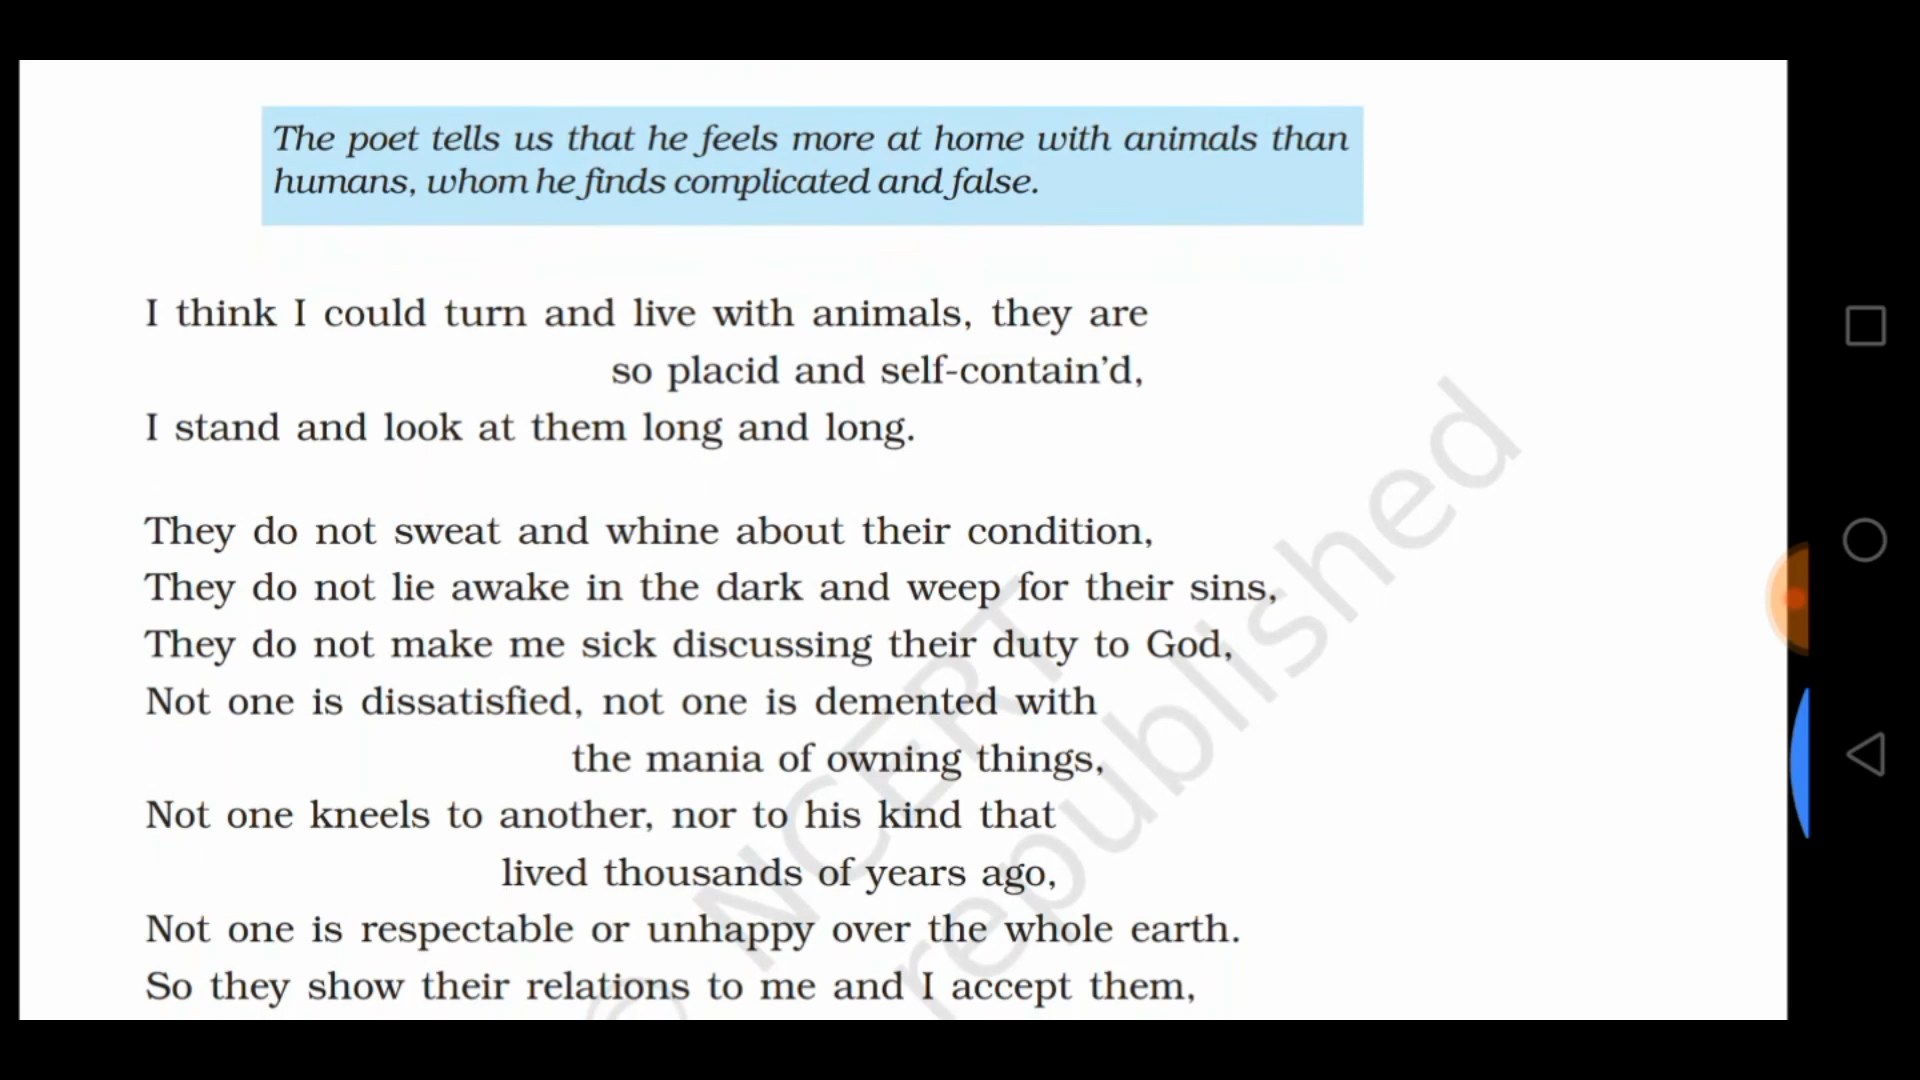 The poet tells us that he feels more at home with animals than
humans, whom he finds complicated and false.
I think I could turn and live with animals, they are
so placid and self-contain’d,
I stand and look at them long and long.
They do not sweat and whine about their condition,
They do not lie awake in the dark and weep for their sins,
They do not make me sick discussing their duty to God,
Not one is dissatisfied, not one is demented with
the mania of owning things,
Not one kneels to another, nor to his kind that
lived thousands of years ago,
Not one is respectable or unhappy over the whole earth.
So they show their relations to me and I accept them,
© NCERT
republished